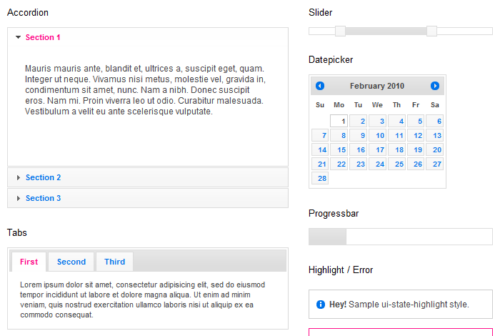 Accordion
Section 1
Mauris mauris ante, blandit et, ultrices a, suscipit eget, quam.
Integer ut neque. Vivamus nisi metus, molestie vel, gravida in,
condimentum sit amet, nunc. Nam a nibh. Donec suscipit
eros. Nam mi. Proin viverra leo ut odio. Curabitur malesuada.
Vestibulum a velit eu ante scelerisque vulputate.
Section 2
Section 3
Tabs
First Second Third
Lorem ipsum dolor sit amet, consectetur adipisicing elit, sed do eiusmod
tempor incididunt ut labore et dolore magna aliqua. Ut enim ad minim
veniam, quis nostrud exercitation ullamco laboris nisi ut aliquip ex ea
commodo consequat.
Slider
Datepicker
February 2010
Su Mo Tu We Th Fr Sa
1 2 3 4 5 6
7 8 9 10 11 12 13
14 15 16 17 18 19 20
21 22 23 24 25 26 27
28
Progressbar
Highlight / Error
Hey! Sample ui-state-highlight style.